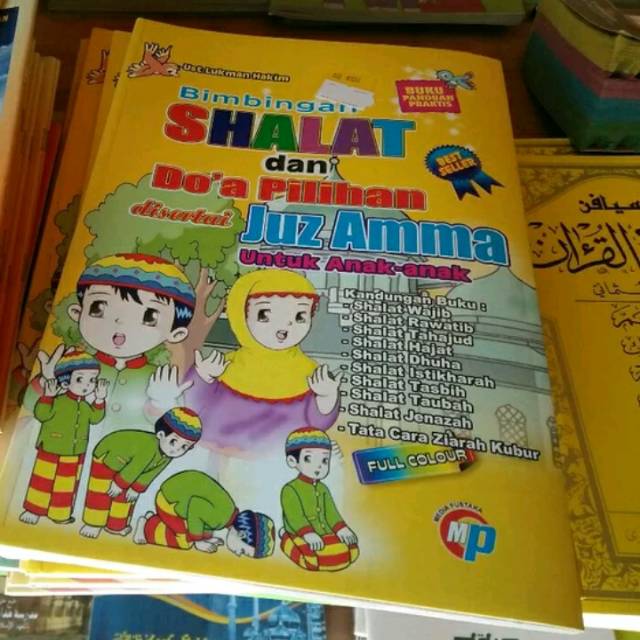 Ust. Lukman Hakim
BUKU
PANDUAN
PRAKTIS
Bimbingan
SHALAT
dan
Do'a Pilihan
BEST
SELLER
disertai Juz Amma
Untuk Anak-anak
Kandungan Buku :
- Shalat Wajib
- Shalat Rawatib
- Shalat Tahajud
- Shalat Hajat
- Shalat Dhuha
- Shalat Istikharah
- Shalat Tasbih
- Shalat Taubah
- Shalat Jenazah
- Tata Cara Ziarah Kubur
FULL COLOUR
MEDIA PUSTAKA
MP
القرآن